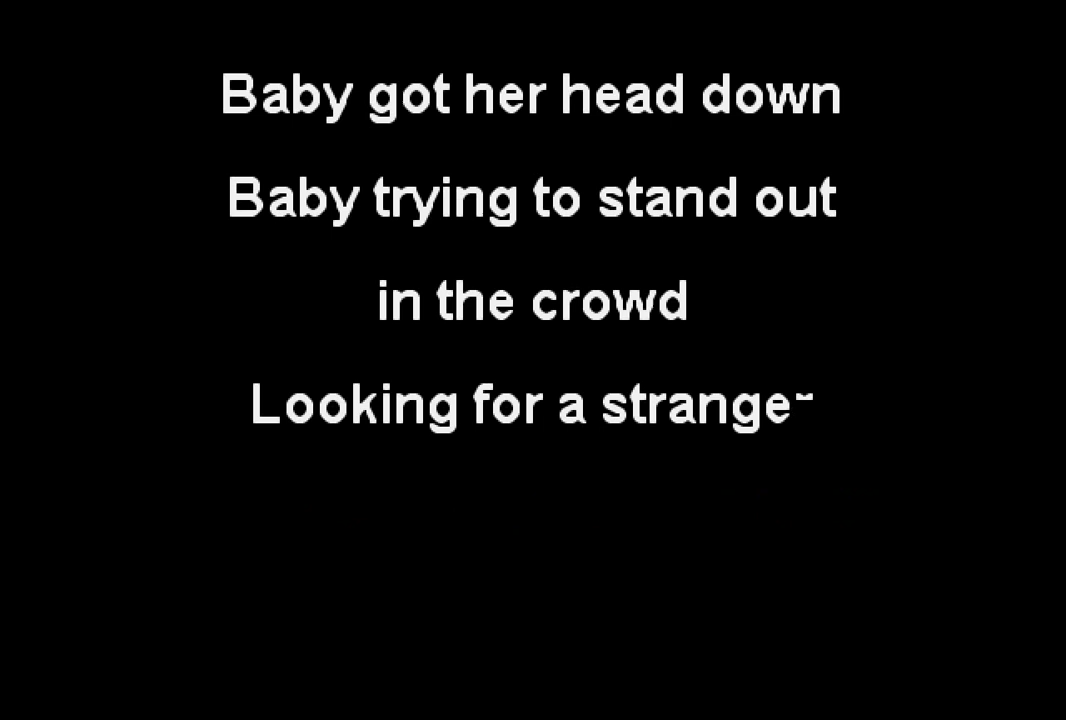 Baby got her head down
Baby trying to stand out
in the crowd
Looking for a stranger